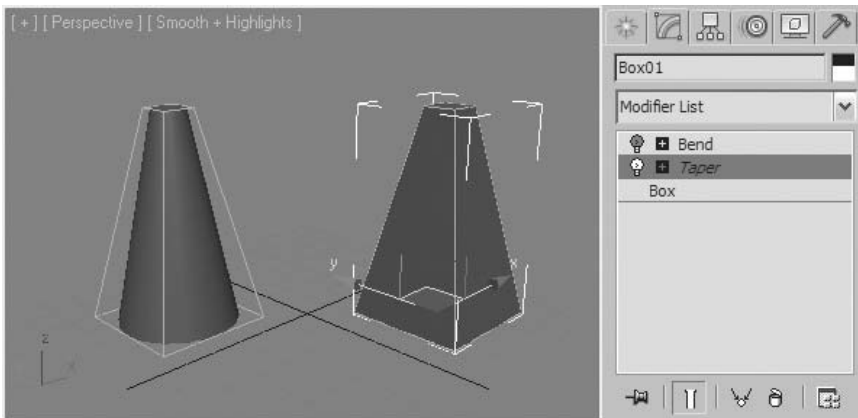 [ + ] [ Perspective ] [ Smooth + Highlights ]
y
x
z
x
Box01
Modifier List
Bend
Taper
Box